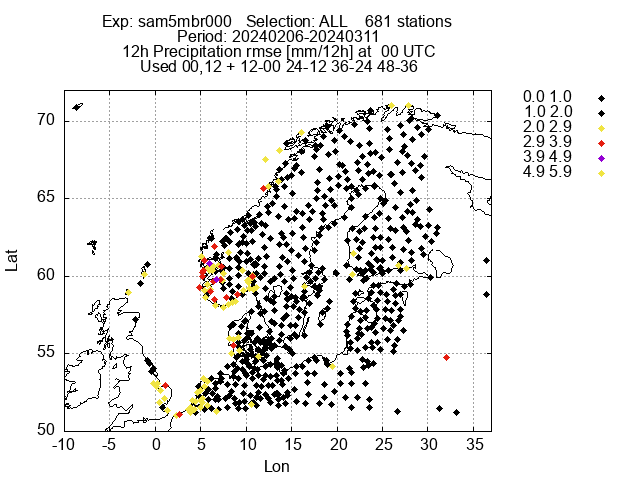 Exp: sam5mbr000   Selection: ALL    681 stations
Period: 20240206-20240311
12h Precipitation rmse [mm/12h] at  00 UTC
Used 00,12 + 12-00 24-12 36-24 48-36
0.0 1.0
1.0 2.0
2.0 2.9
2.9 3.9
3.9 4.9
4.9 5.9
70
65
60
55
50
Lat
-10 -5 0 5 10 15 20 25 30 35
Lon